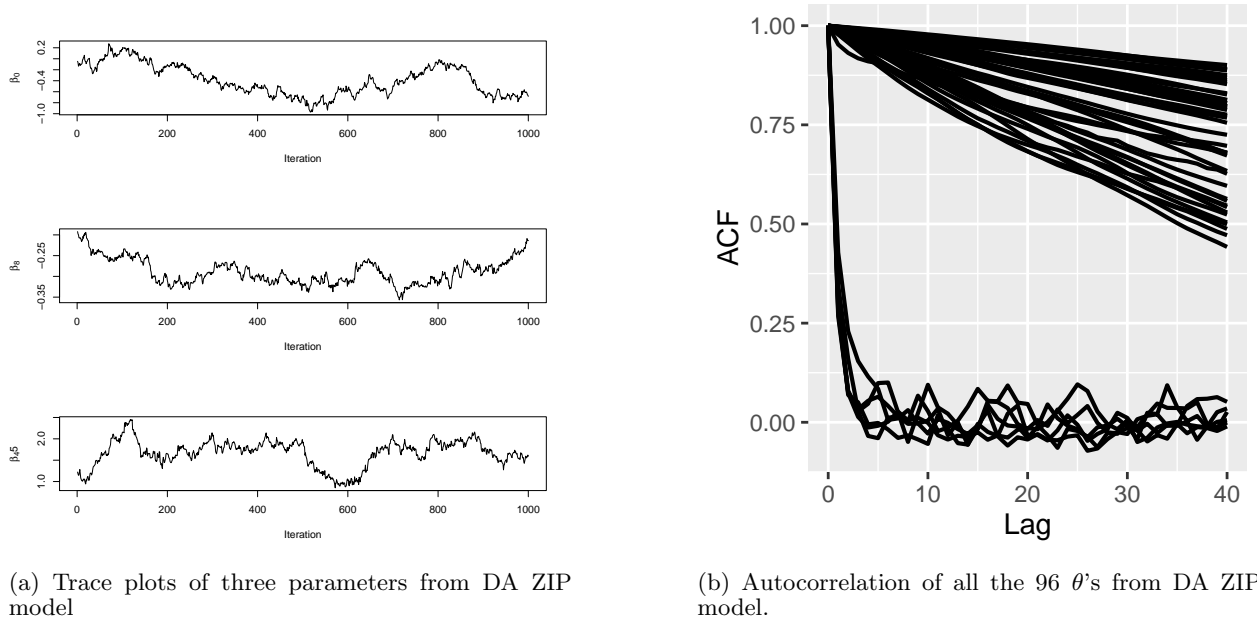 β₀
0.2
−0.4
−1.0
0 200 400 600 800 1000
Iteration
β₈
−0.25
−0.35
0 200 400 600 800 1000
Iteration
β₄5
2.0
1.0
0 200 400 600 800 1000
Iteration
(a) Trace plots of three parameters from DA ZIP
model
ACF
1.00
0.75
0.50
0.25
0.00
0 10 20 30 40
Lag
(b) Autocorrelation of all the 96 θ's from DA ZIP
model.